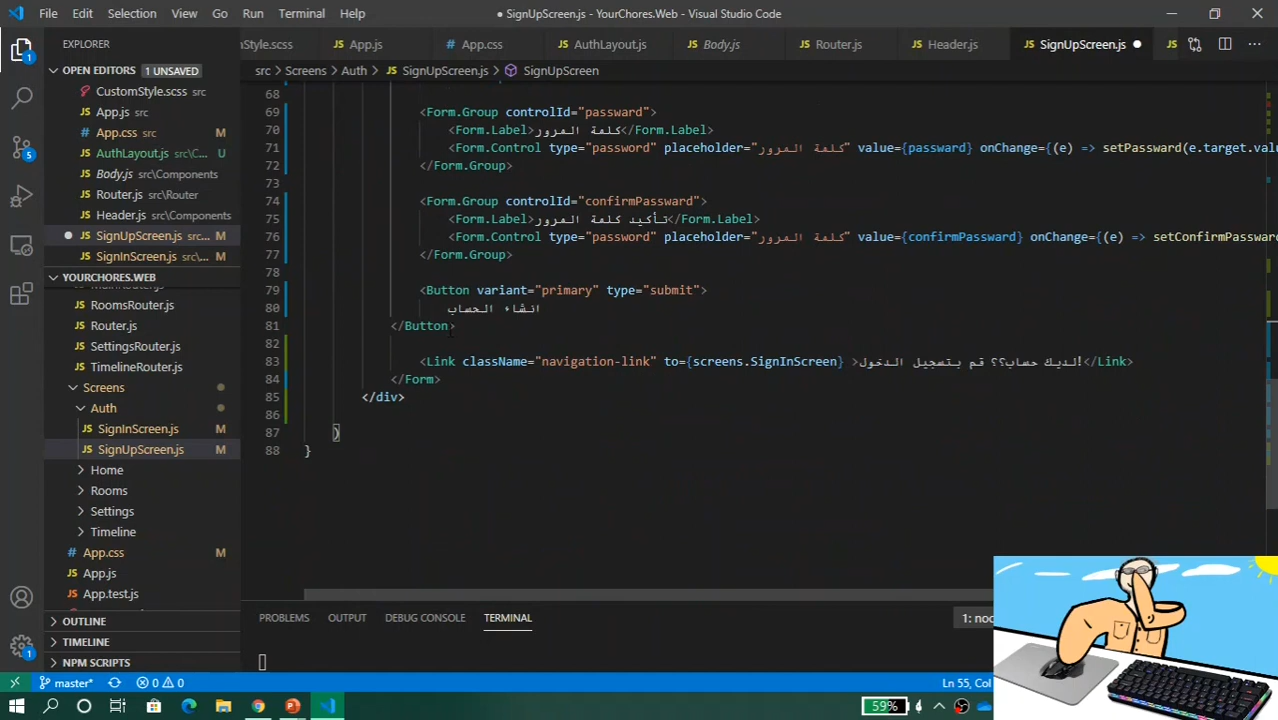 File Edit Selection View Go Run Terminal Help
● SignUpScreen.js - YourChores.Web - Visual Studio Code
EXPLORER
Style.scss App.js App.css AuthLayout.js Body.js Router.js Header.js SignUpScreen.js
src > Screens > Auth > SignUpScreen.js > SignUpScreen
OPEN EDITORS 1 UNSAVED
CustomStyle.scss src
App.js src
App.css src M
AuthLayout.js src\C... U
Body.js src\Components
Router.js src\Router
Header.js src\Components
SignUpScreen.js src... M
SignInScreen.js src\... M
YOURCHORES.WEB
RoomsRouter.js
Router.js
SettingsRouter.js
TimelineRouter.js
Screens
Auth
SignInScreen.js M
SignUpScreen.js M
Home
Rooms
Settings
Timeline
App.css M
App.js
App.test.js
OUTLINE
TIMELINE
NPM SCRIPTS
68
69 <Form.Group controlId="passward">
70 <Form.Label>كلمة المرور</Form.Label>
71 <Form.Control type="password" placeholder="كلمة المرور" value={passward} onChange={(e) => setPassward(e.target.valu
72 </Form.Group>
73
74 <Form.Group controlId="confirmPassward">
75 <Form.Label>تأكيد كلمة المرور</Form.Label>
76 <Form.Control type="password" placeholder="كلمة المرور" value={confirmPassward} onChange={(e) => setConfirmPassward
77 </Form.Group>
78
79 <Button variant="primary" type="submit">
80 انشاء الحساب
81 </Button>
82
83 <Link className="navigation-link" to={screens.SignInScreen} >لديك حساب؟؟ قم بتسجيل الدخول!</Link>
84 </Form>
85 </div>
86
87 )
88 }
PROBLEMS OUTPUT DEBUG CONSOLE TERMINAL
1: nod
master* 0 0
Ln 55, Col
59%